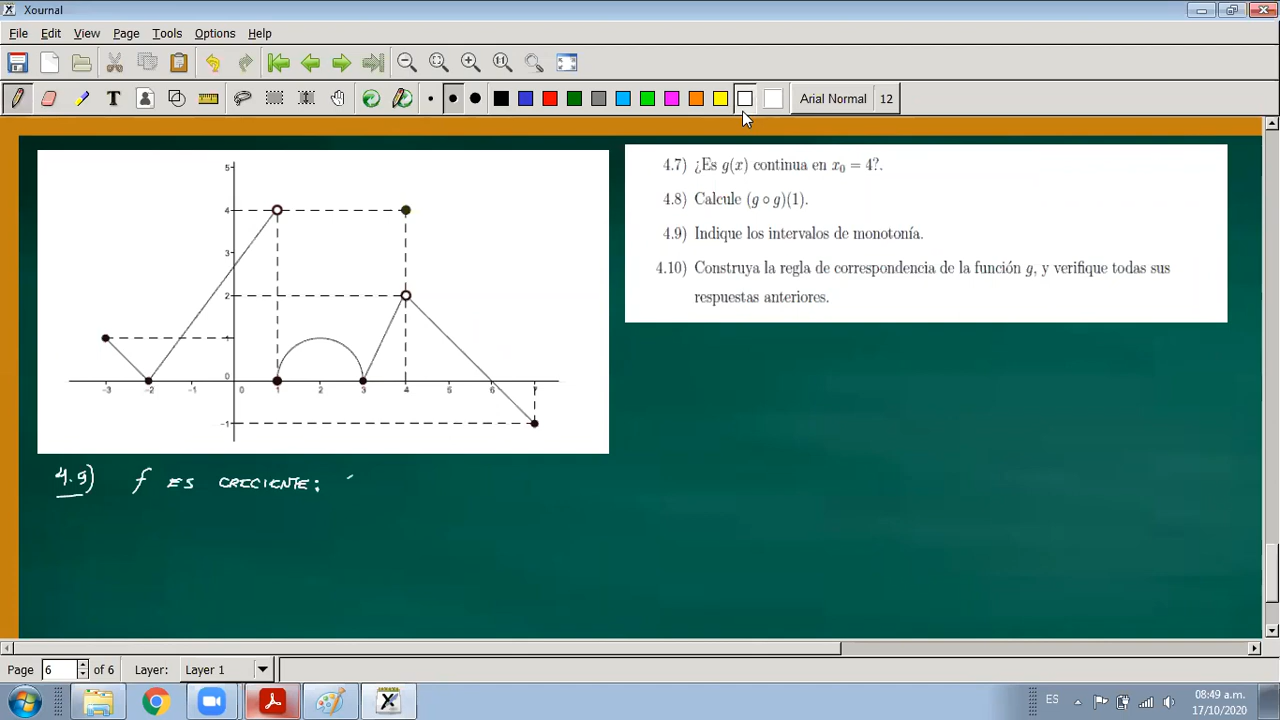 Xournal
File Edit View Page Tools Options Help
Arial Normal 12
5
4
3
2
1
0
-1
-3 -2 -1 0 1 2 3 4 5 6 7
4.7) ¿Es g(x) continua en x₀ = 4?.
4.8) Calcule (g ∘ g)(1).
4.9) Indique los intervalos de monotonía.
4.10) Construya la regla de correspondencia de la función g, y verifique todas sus
respuestas anteriores.
4.9) f ES CRECIENTE:
Page 6 of 6 Layer: Layer 1
ES 08:49 a.m.
17/10/2020